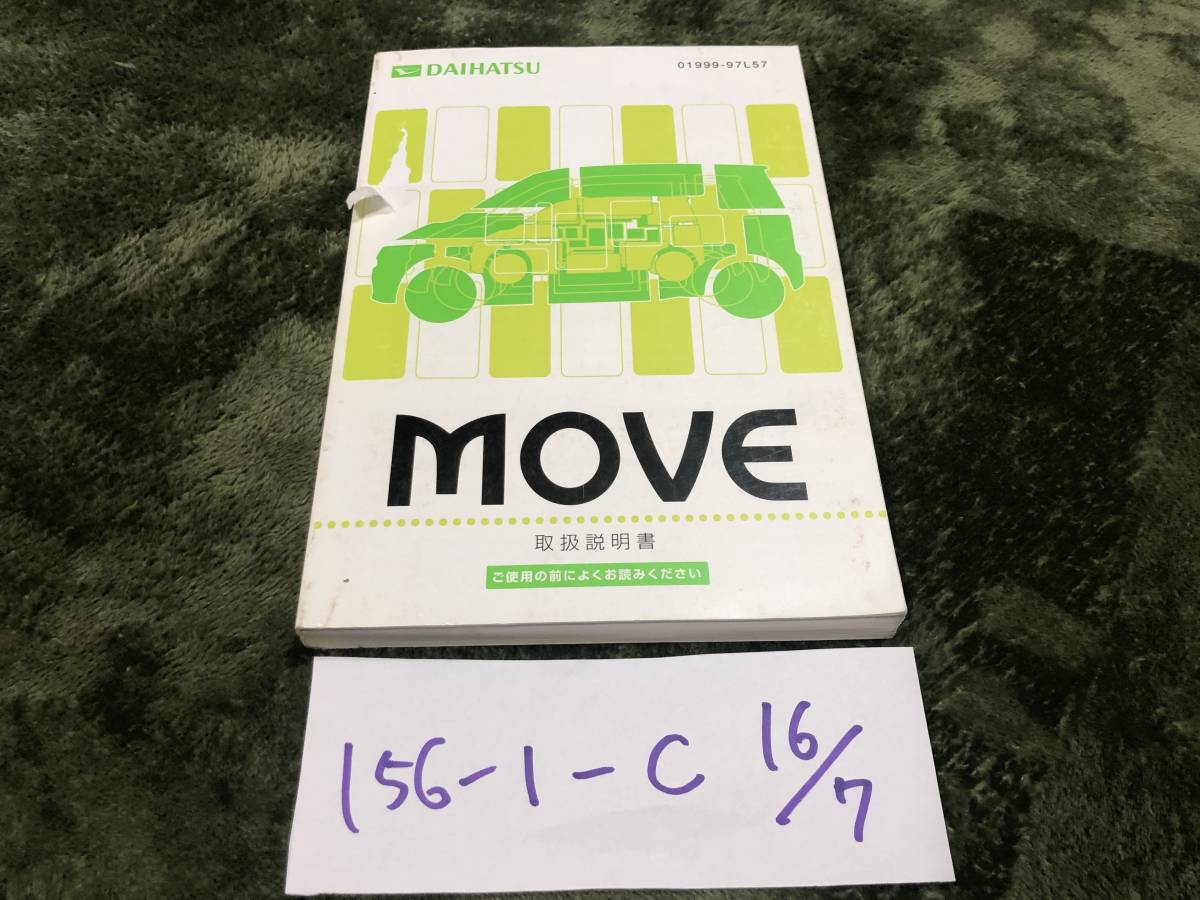 DAIHATSU 01999-97L57
MOVE
取扱説明書
ご使用の前によくお読みください
156-1-C 16/7